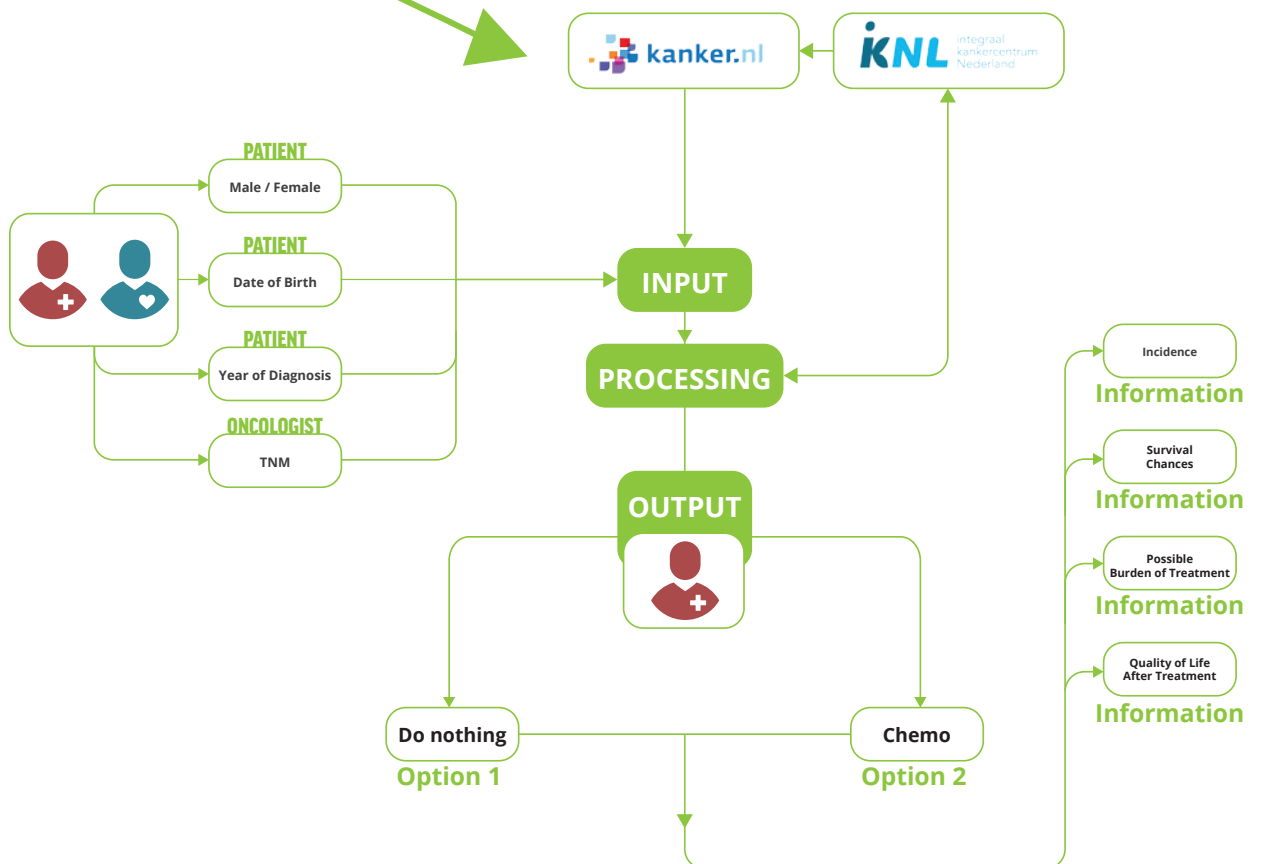 kanker.nl
iKNL
integraal
kankercentrum
Nederland
PATIENT
Male / Female
PATIENT
Date of Birth
PATIENT
Year of Diagnosis
ONCOLOGIST
TNM
INPUT
PROCESSING
OUTPUT
Do nothing
Option 1
Chemo
Option 2
Incidence
Information
Survival
Chances
Information
Possible
Burden of Treatment
Information
Quality of Life
After Treatment
Information